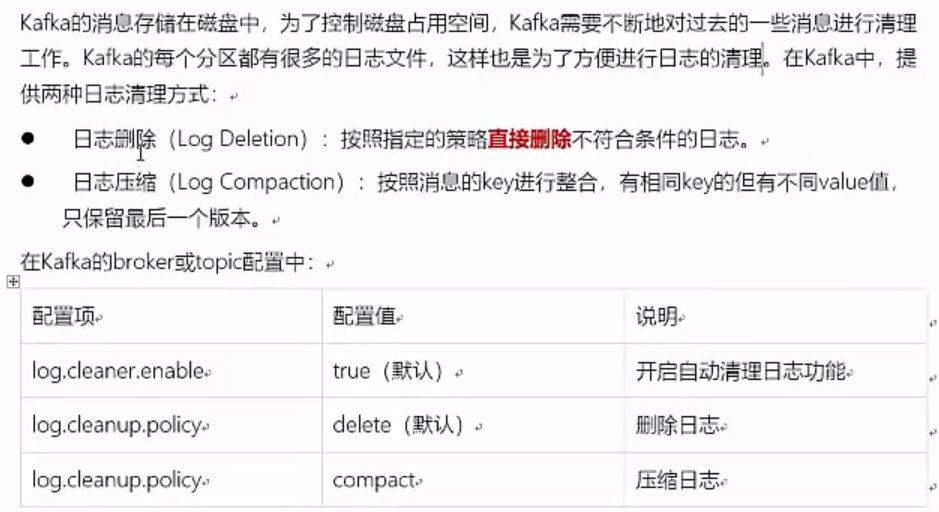 Kafka的消息存储在磁盘中，为了控制磁盘占用空间，Kafka需要不断地对过去的一些消息进行清理
工作。Kafka的每个分区都有很多的日志文件，这样也是为了方便进行日志的清理。在Kafka中，提
供两种日志清理方式：
● 日志删除（Log Deletion）：按照指定的策略直接删除不符合条件的日志。
● 日志压缩（Log Compaction）：按照消息的key进行整合，有相同key的但有不同value值，
只保留最后一个版本。
在Kafka的broker或topic配置中：
配置项 配置值 说明
log.cleaner.enable true（默认） 开启自动清理日志功能
log.cleanup.policy delete（默认） 删除日志
log.cleanup.policy compact 压缩日志